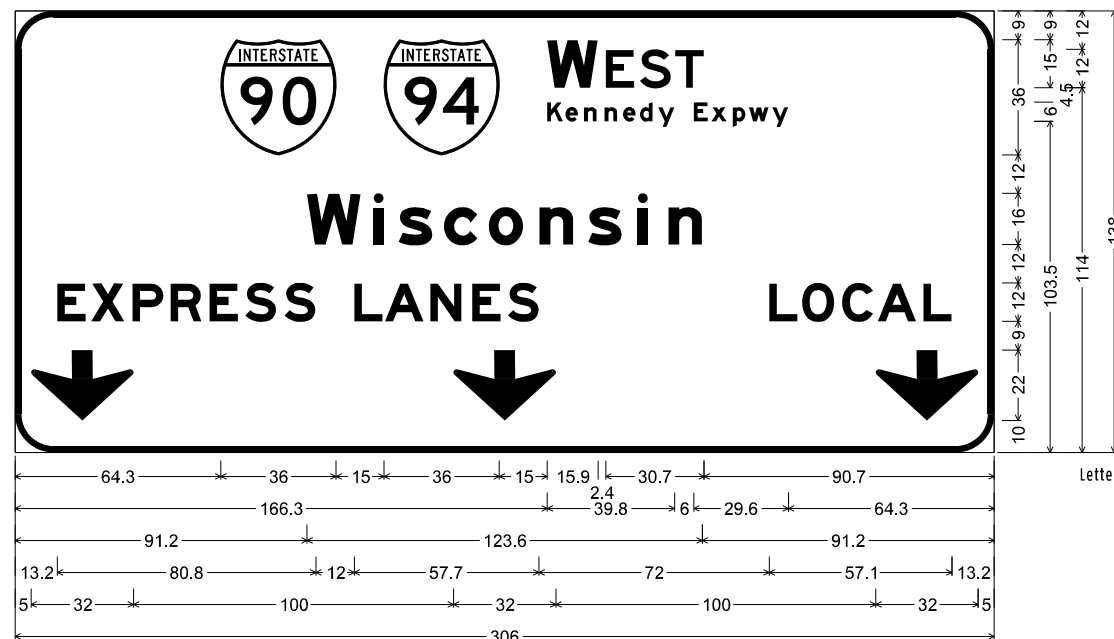 INTERSTATE INTERSTATE WEST
90 94 Kennedy Expwy
Wisconsin
EXPRESS LANES LOCAL
9 36 12 16 12 12 9 22 10
9 15 6 103.5
12 12 4.5 114
138
64.3 36 15 36 15 15.9 2.4 30.7 90.7
Lette
166.3 39.8 6 29.6 64.3
91.2 123.6 91.2
13.2 80.8 12 57.7 72 57.1 13.2
5 32 100 32 100 32 5
306